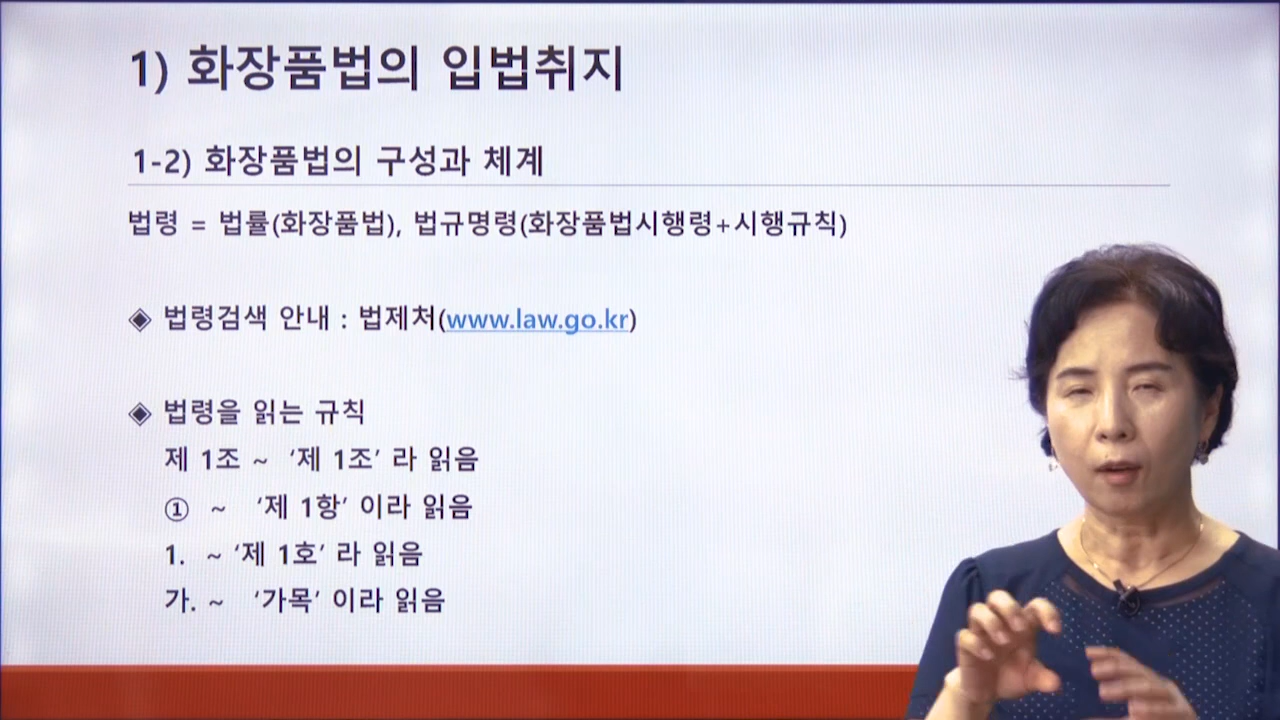 1) 화장품법의 입법취지
1-2) 화장품법의 구성과 체계
법령 = 법률(화장품법), 법규명령(화장품법시행령+시행규칙)
◈ 법령검색 안내 : 법제처(www.law.go.kr)
◈ 법령을 읽는 규칙
제 1조 ~ ‘제 1조’ 라 읽음
① ~ ‘제 1항’ 이라 읽음
1. ~ ‘제 1호’ 라 읽음
가. ~ ‘가목’ 이라 읽음